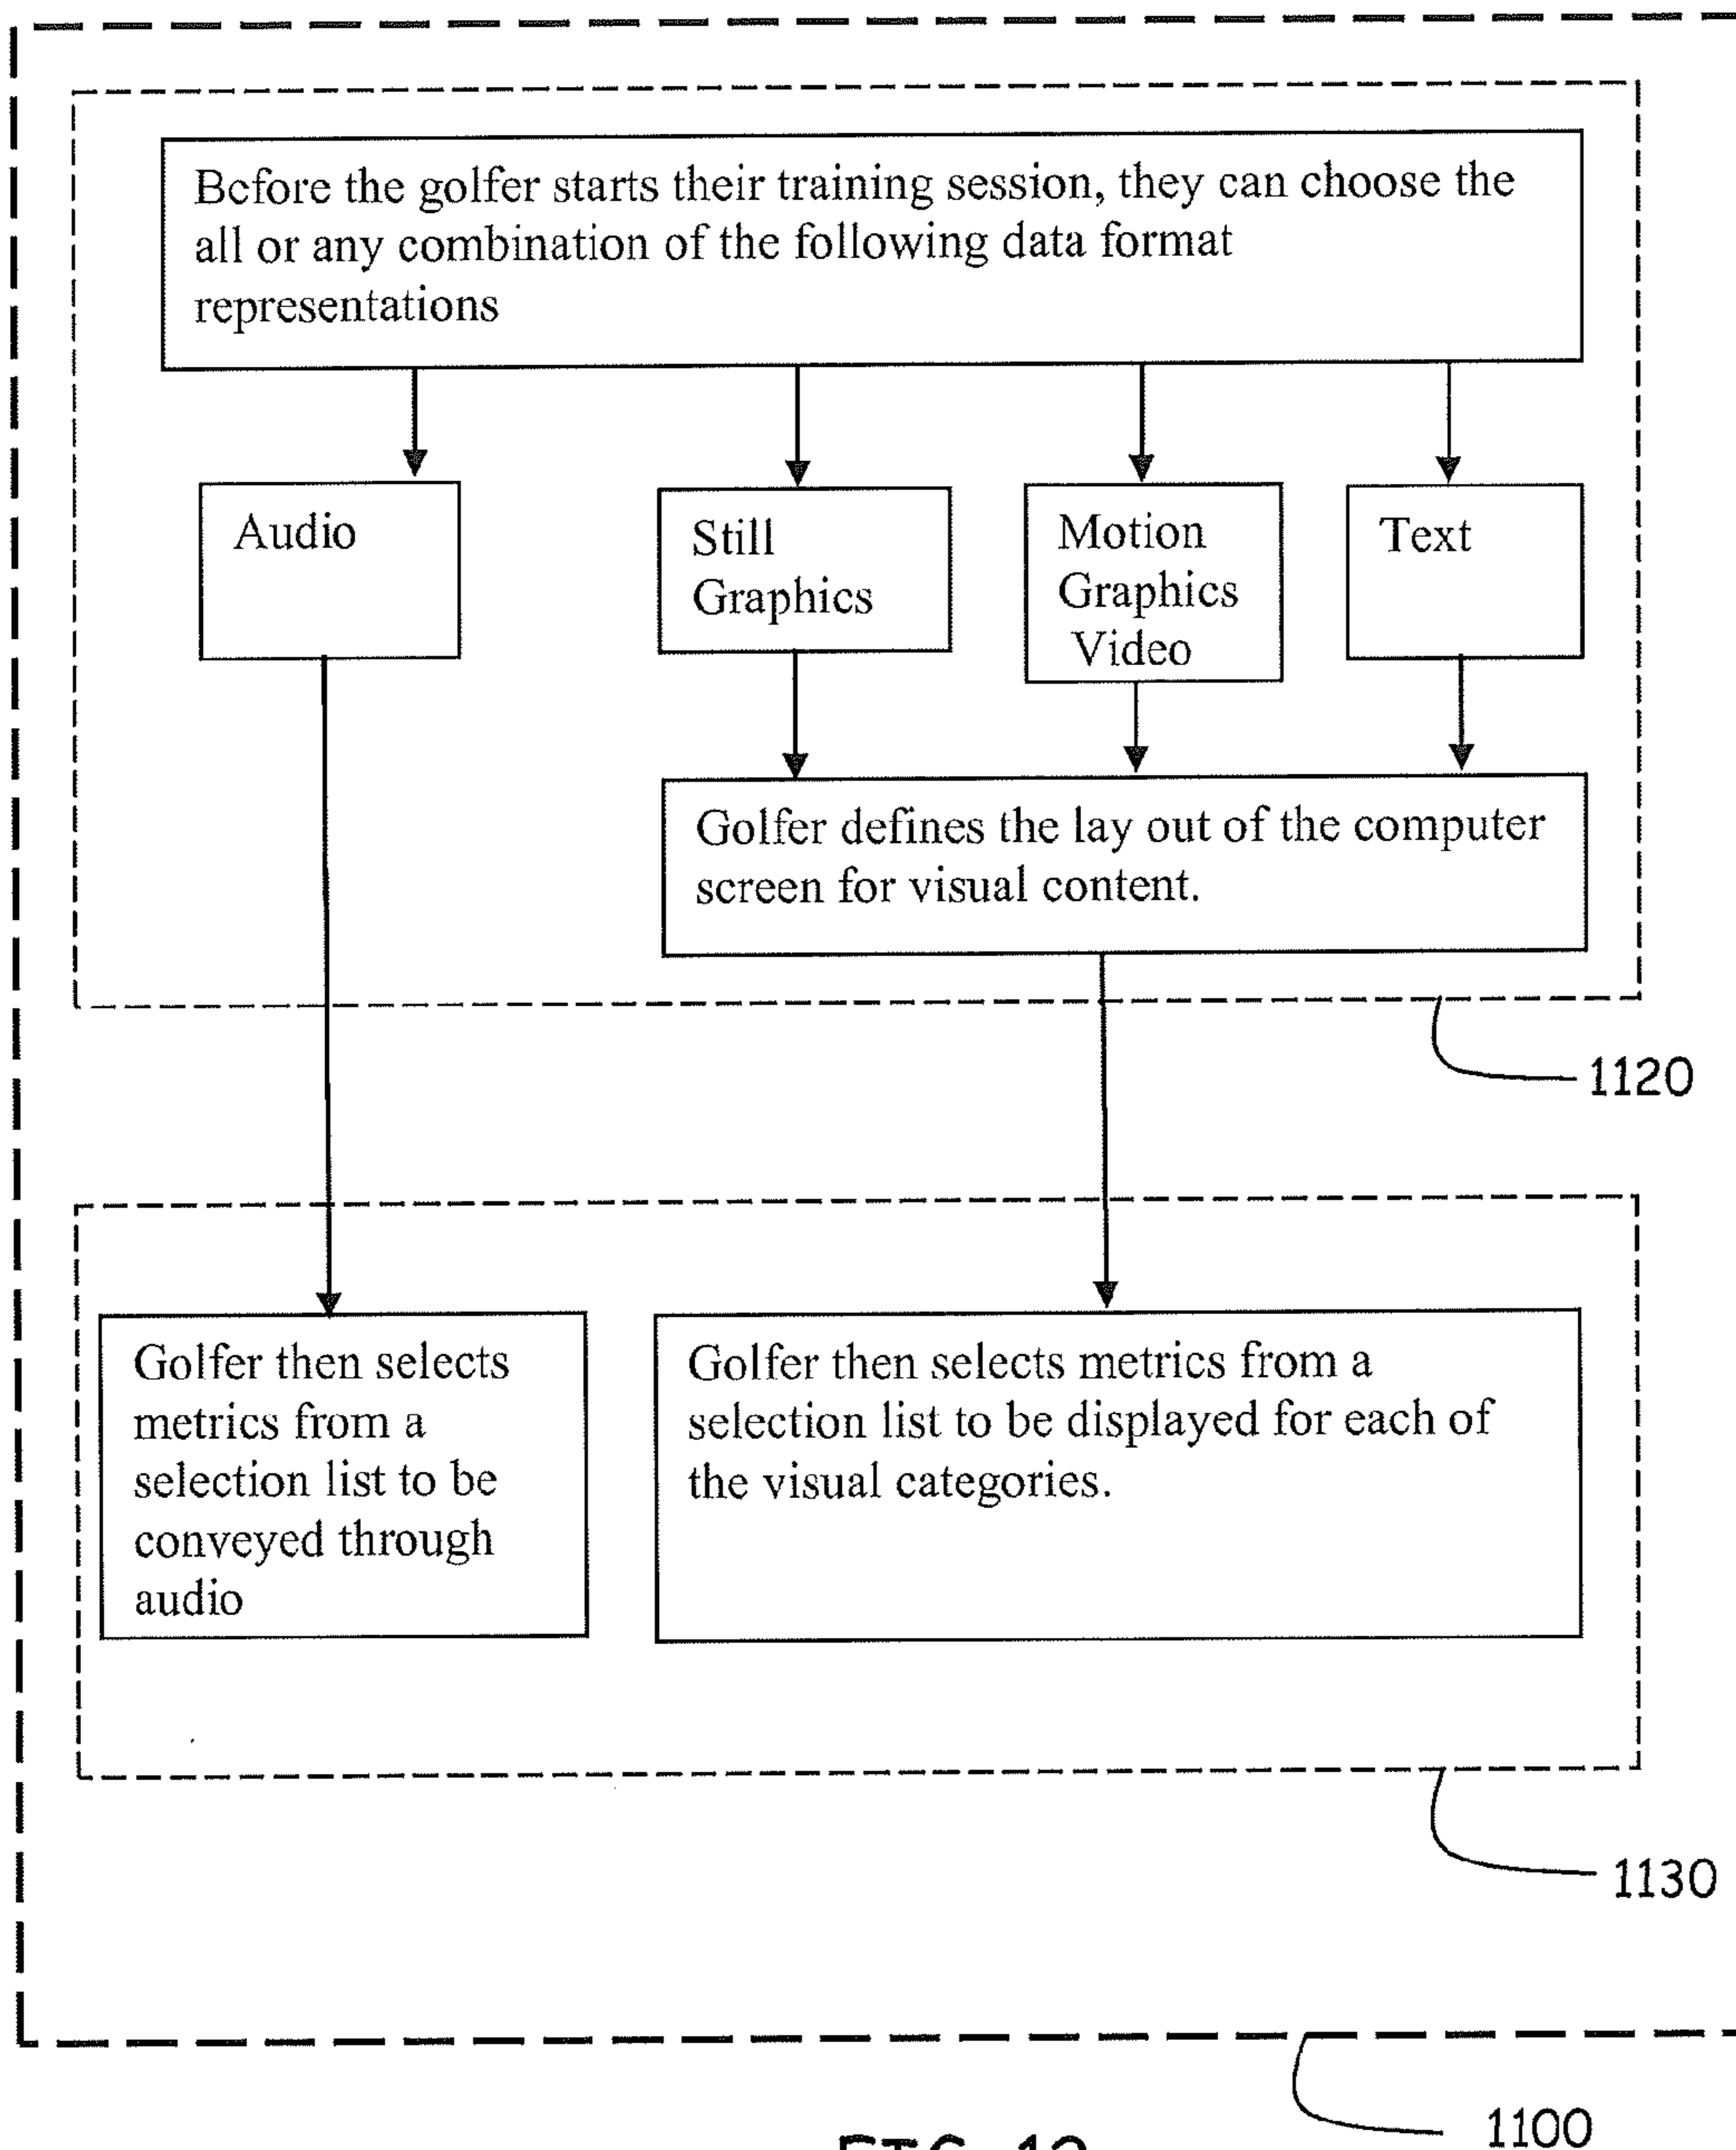 Before the golfer starts their training session, they can choose the
all or any combination of the following data format
representations
Audio
Still
Graphics
Motion
Graphics
Video
Text
Golfer defines the lay out of the computer
screen for visual content.
1120
Golfer then selects
metrics from a
selection list to be
conveyed through
audio
Golfer then selects metrics from a
selection list to be displayed for each of
the visual categories.
1130
1100